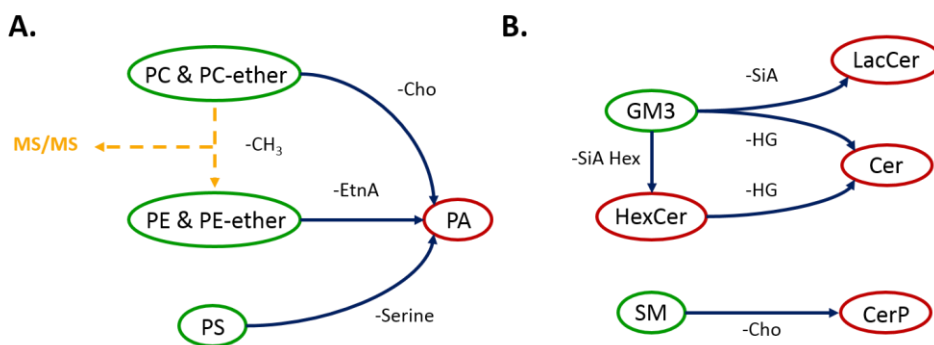 A.
PC & PC-ether
-Cho
MS/MS
-CH₃
-EtnA
PE & PE-ether
PA
PS
-Serine
B.
LacCer
-SiA
GM3
-HG
-SiA Hex
Cer
-HG
HexCer
SM
CerP
-Cho